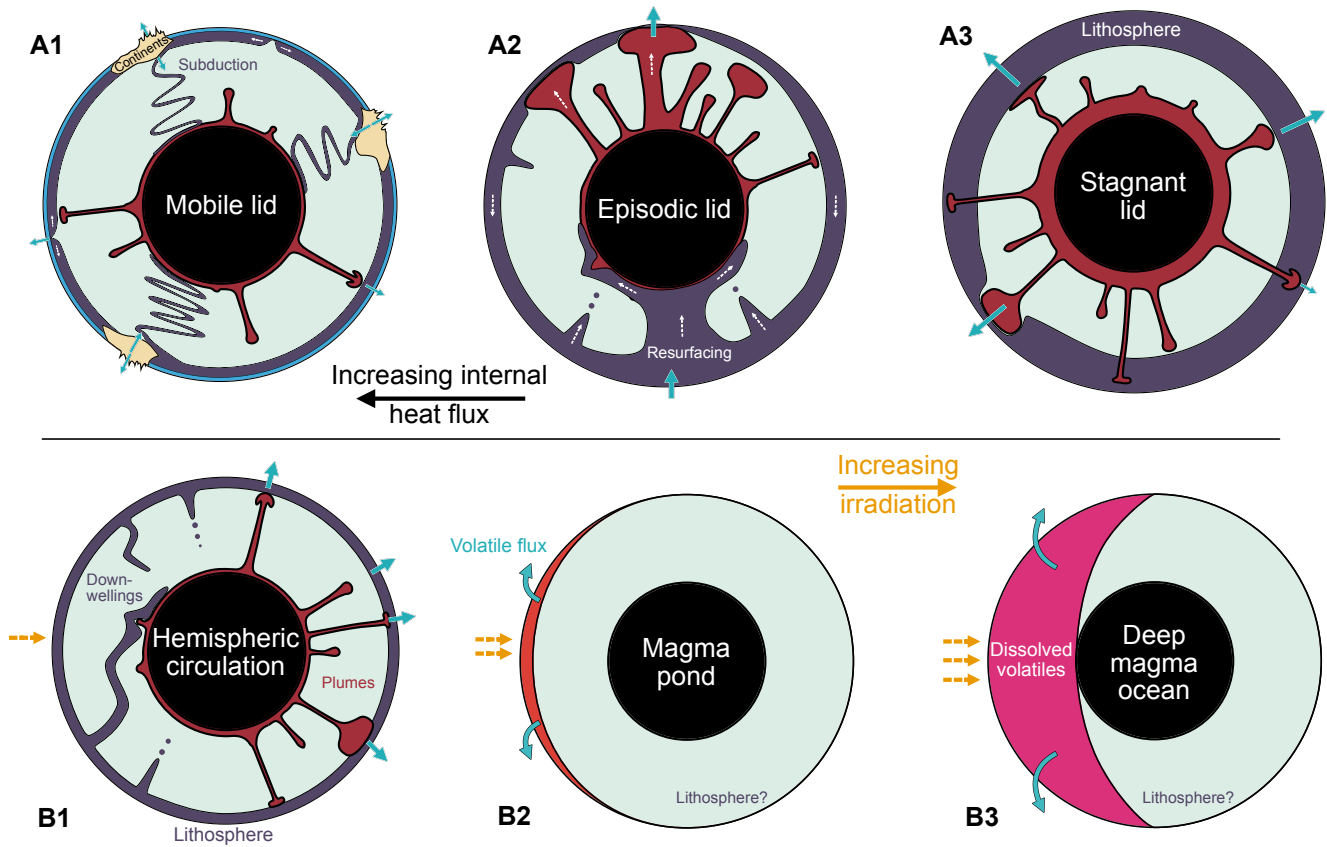 A1
Continents
Subduction
Mobile lid
A2
Episodic lid
Resurfacing
A3
Lithosphere
Stagnant
lid
Increasing internal
heat flux
Increasing
irradiation
B1
Down-
wellings
Hemispheric
circulation
Plumes
Lithosphere
B2
Volatile flux
Magma
pond
Lithosphere?
B3
Dissolved
volatiles
Deep
magma
ocean
Lithosphere?